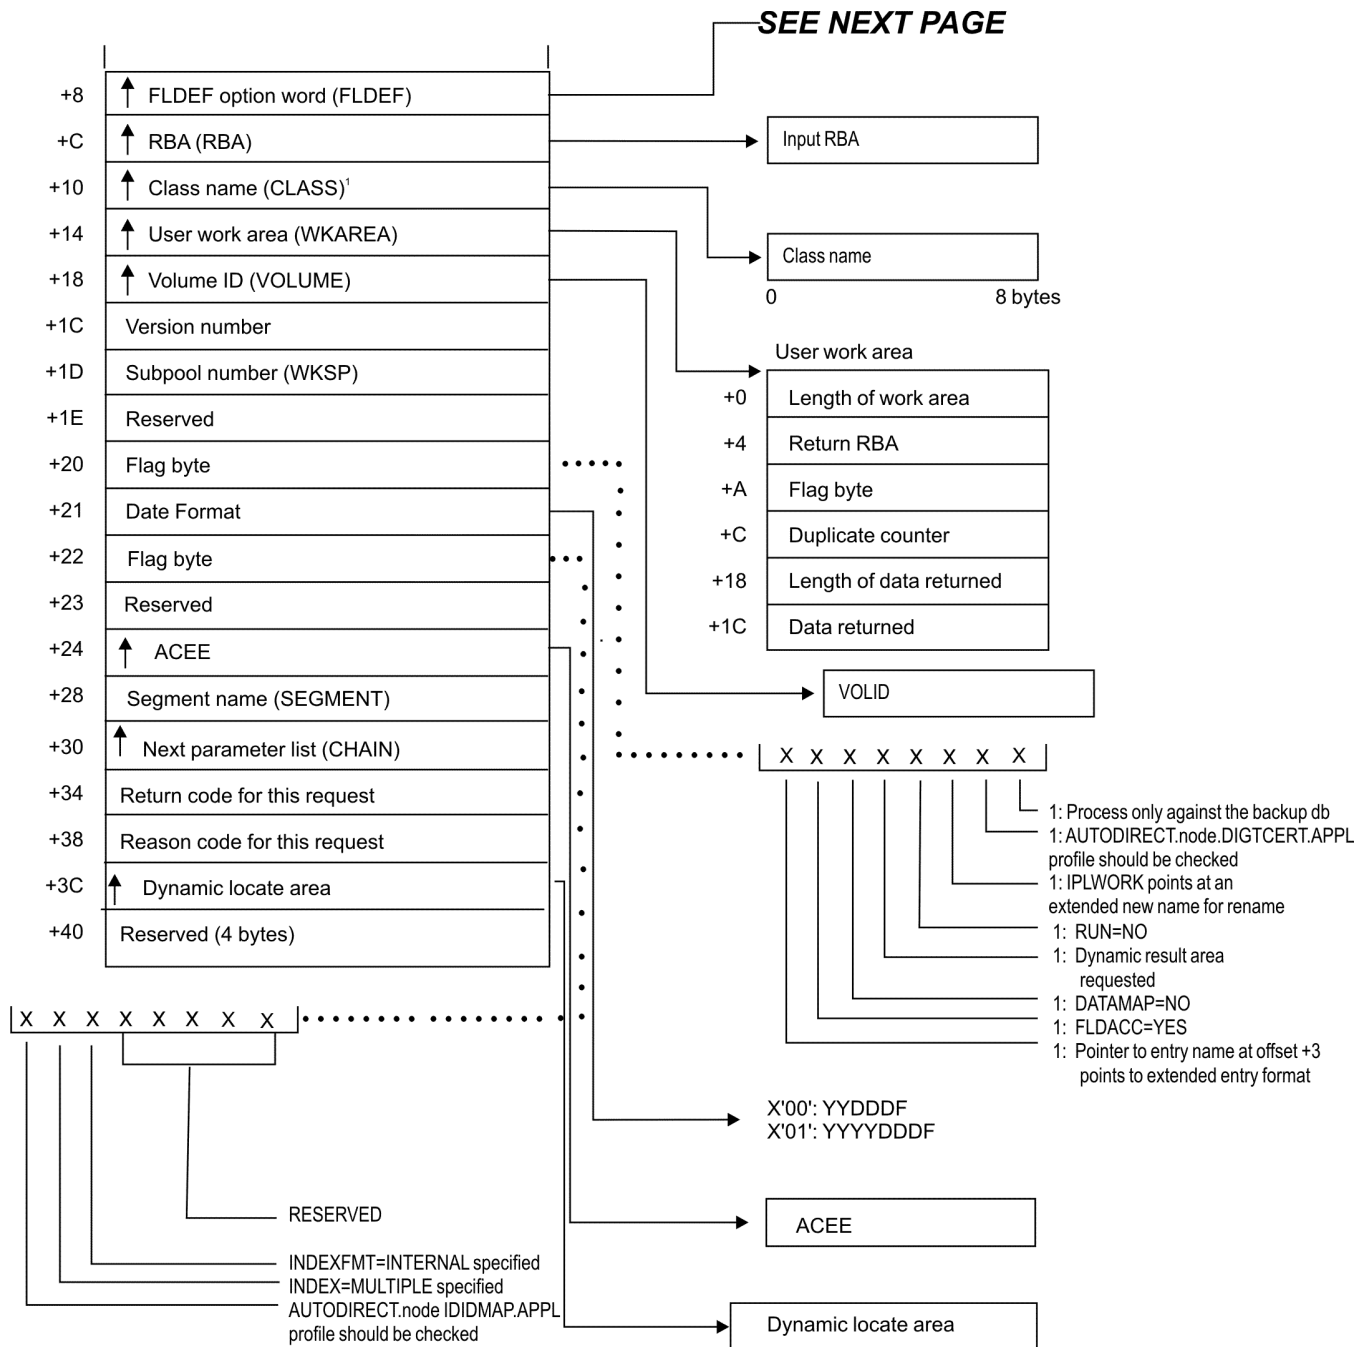 SEE NEXT PAGE
+8 FLDEF option word (FLDEF)
+C RBA (RBA)
+10 Class name (CLASS)¹
+14 User work area (WKAREA)
+18 Volume ID (VOLUME)
+1C Version number
+1D Subpool number (WKSP)
+1E Reserved
+20 Flag byte
+21 Date Format
+22 Flag byte
+23 Reserved
+24 ACEE
+28 Segment name (SEGMENT)
+30 Next parameter list (CHAIN)
+34 Return code for this request
+38 Reason code for this request
+3C Dynamic locate area
+40 Reserved (4 bytes)
Input RBA
Class name
0 8 bytes
User work area
+0 Length of work area
+4 Return RBA
+A Flag byte
+C Duplicate counter
+18 Length of data returned
+1C Data returned
VOLID
X X X X X X X X
1: Process only against the backup db
1: AUTODIRECT.node.DIGTCERT.APPL
profile should be checked
1: IPLWORK points at an
extended new name for rename
1: RUN=NO
1: Dynamic result area
requested
1: DATAMAP=NO
1: FLDACC=YES
1: Pointer to entry name at offset +3
points to extended entry format
X X X X X X X X
RESERVED
INDEXFMT=INTERNAL specified
INDEX=MULTIPLE specified
AUTODIRECT.node IDIDMAP.APPL
profile should be checked
X'00': YYDDDF
X'01': YYYYDDDF
ACEE
Dynamic locate area